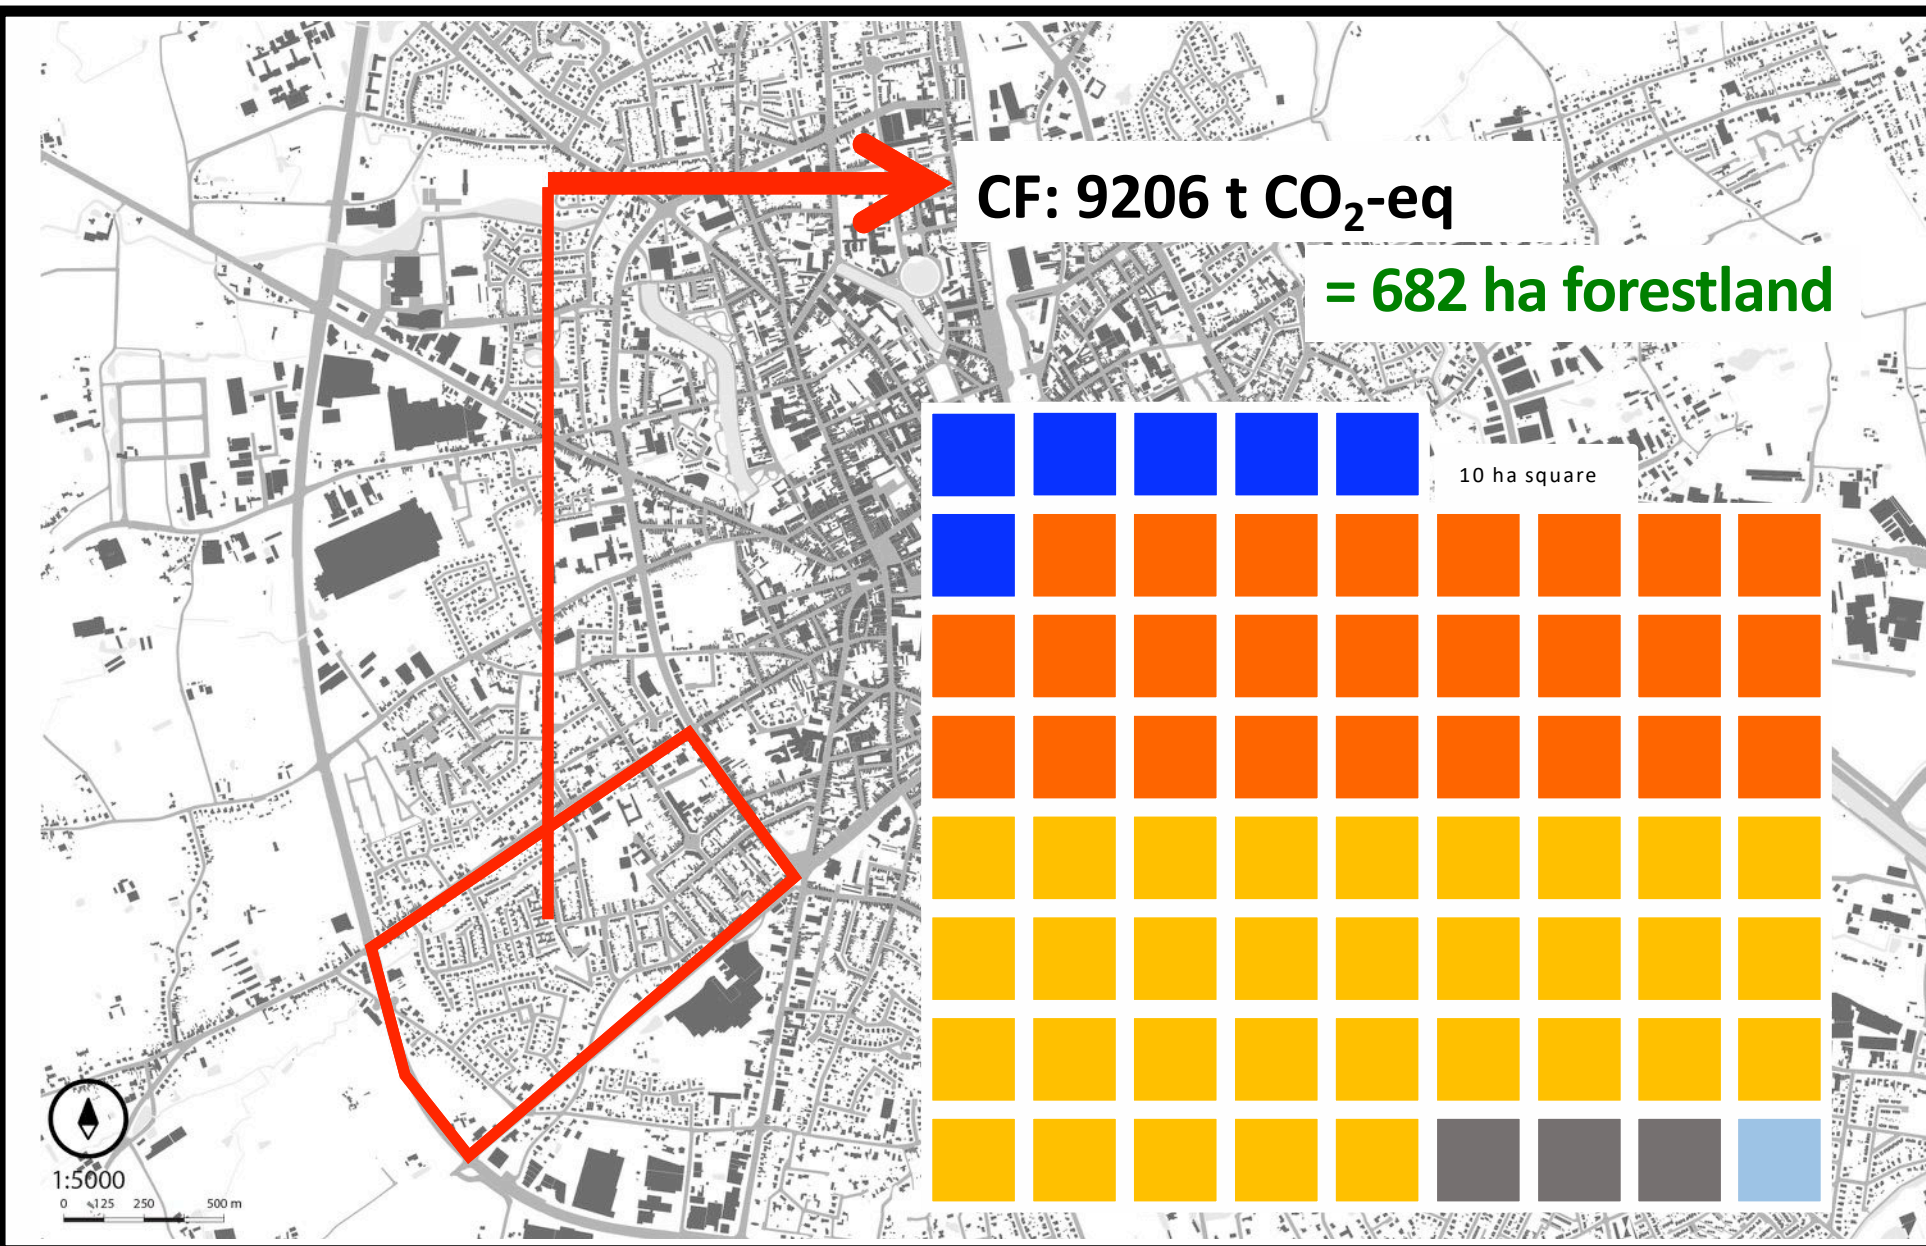 CF: 9206 t CO₂-eq
= 682 ha forestland
10 ha square
1:5000
0 125 250 500 m